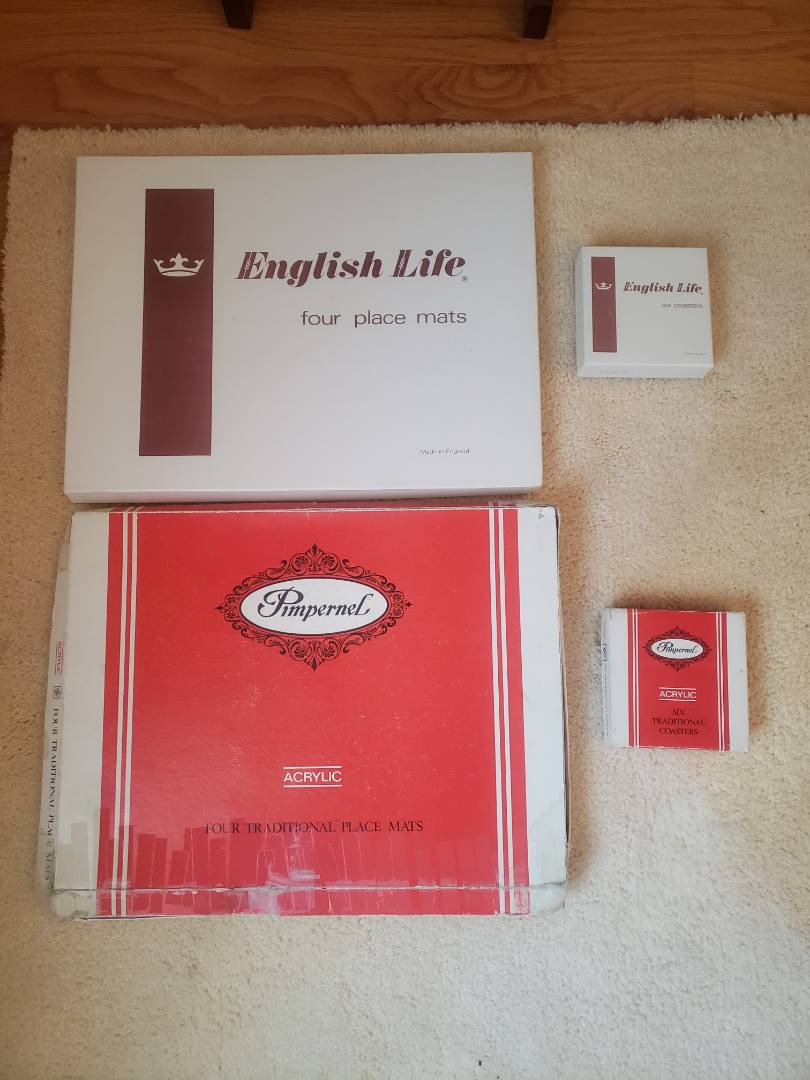 English Life®
four place mats
Made in England
English Life
six coasters
Pimpernel
ACRYLIC
FOUR TRADITIONAL PLACE MATS
ACRYLIC
FOUR TRADITIONAL PLACE MATS
Pimpernel
ACRYLIC
SIX
TRADITIONAL
COASTERS